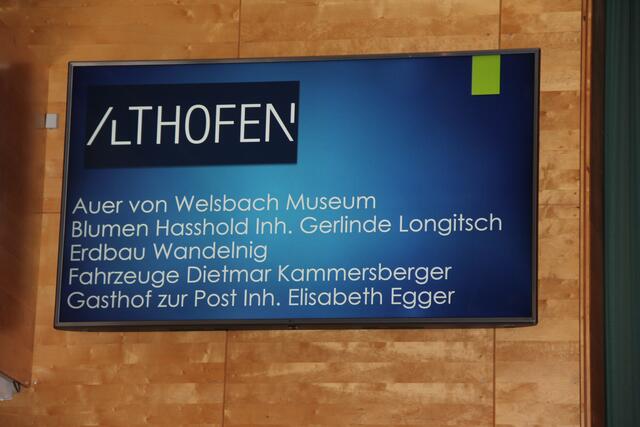 ALTHOFEN
Auer von Welsbach Museum
Blumen Hasshold Inh. Gerlinde Longitsch
Erdbau Wandelnig
Fahrzeuge Dietmar Kammersberger
Gasthof zur Post Inh. Elisabeth Egger